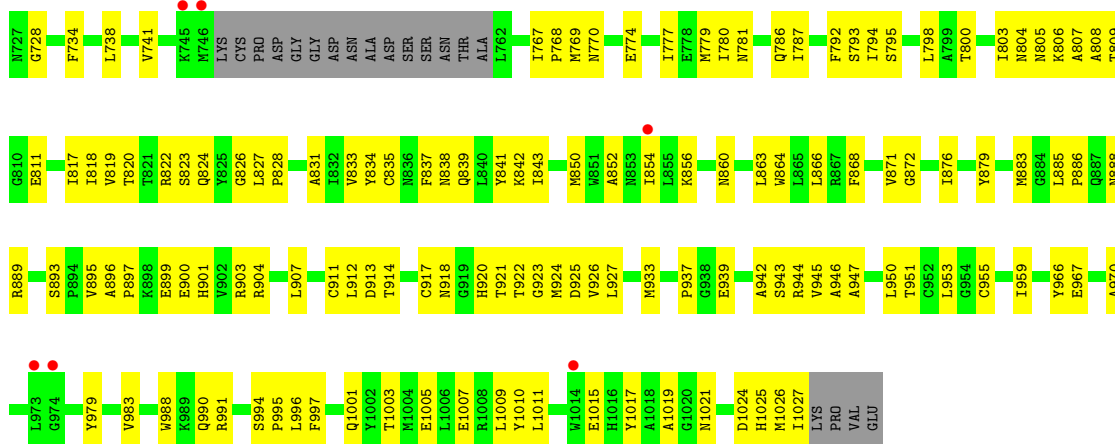 N727 G728 F734 L738 V741 K745 M746 LYS CYS PRO ASP GLY GLY ASP ASN ALA ASP SER SER ASN THR ALA L762 I767 P768 M769 N770 E774 I777 E778 M779 I780 N781 Q786 I787 F792 S793 I794 S795 L798 A799 T800 I803 N804 N805 K806 A807 A808 T809
G810 E811 I817 I818 V819 T820 T821 R822 S823 Q824 Y825 G826 L827 P828 A831 I832 V833 Y834 C835 N836 F837 N838 Q839 L840 Y841 K842 I843 M850 W851 A852 N853 I854 L855 K856 N860 L863 W864 L865 L866 R867 F868 V871 G872 I876 Y879 M883 G884 L885 P886 Q887 N888
R889 S893 P894 V895 A896 P897 K898 E899 E900 H901 V902 R903 R904 L907 C911 L912 D913 T914 C917 N918 G919 H920 T921 T922 G923 M924 D925 V926 L927 M933 P937 G938 E939 A942 S943 R944 V945 A946 A947 L950 T951 C952 L953 G954 C955 I959 Y966 E967 A970
L973 G974 Y979 V983 W988 K989 Q990 R991 S994 P995 L996 F997 Q1001 Y1002 T1003 M1004 E1005 L1006 E1007 R1008 L1009 Y1010 L1011 W1014 E1015 H1016 Y1017 A1018 A1019 G1020 N1021 D1024 H1025 M1026 I1027 LYS PRO VAL GLU